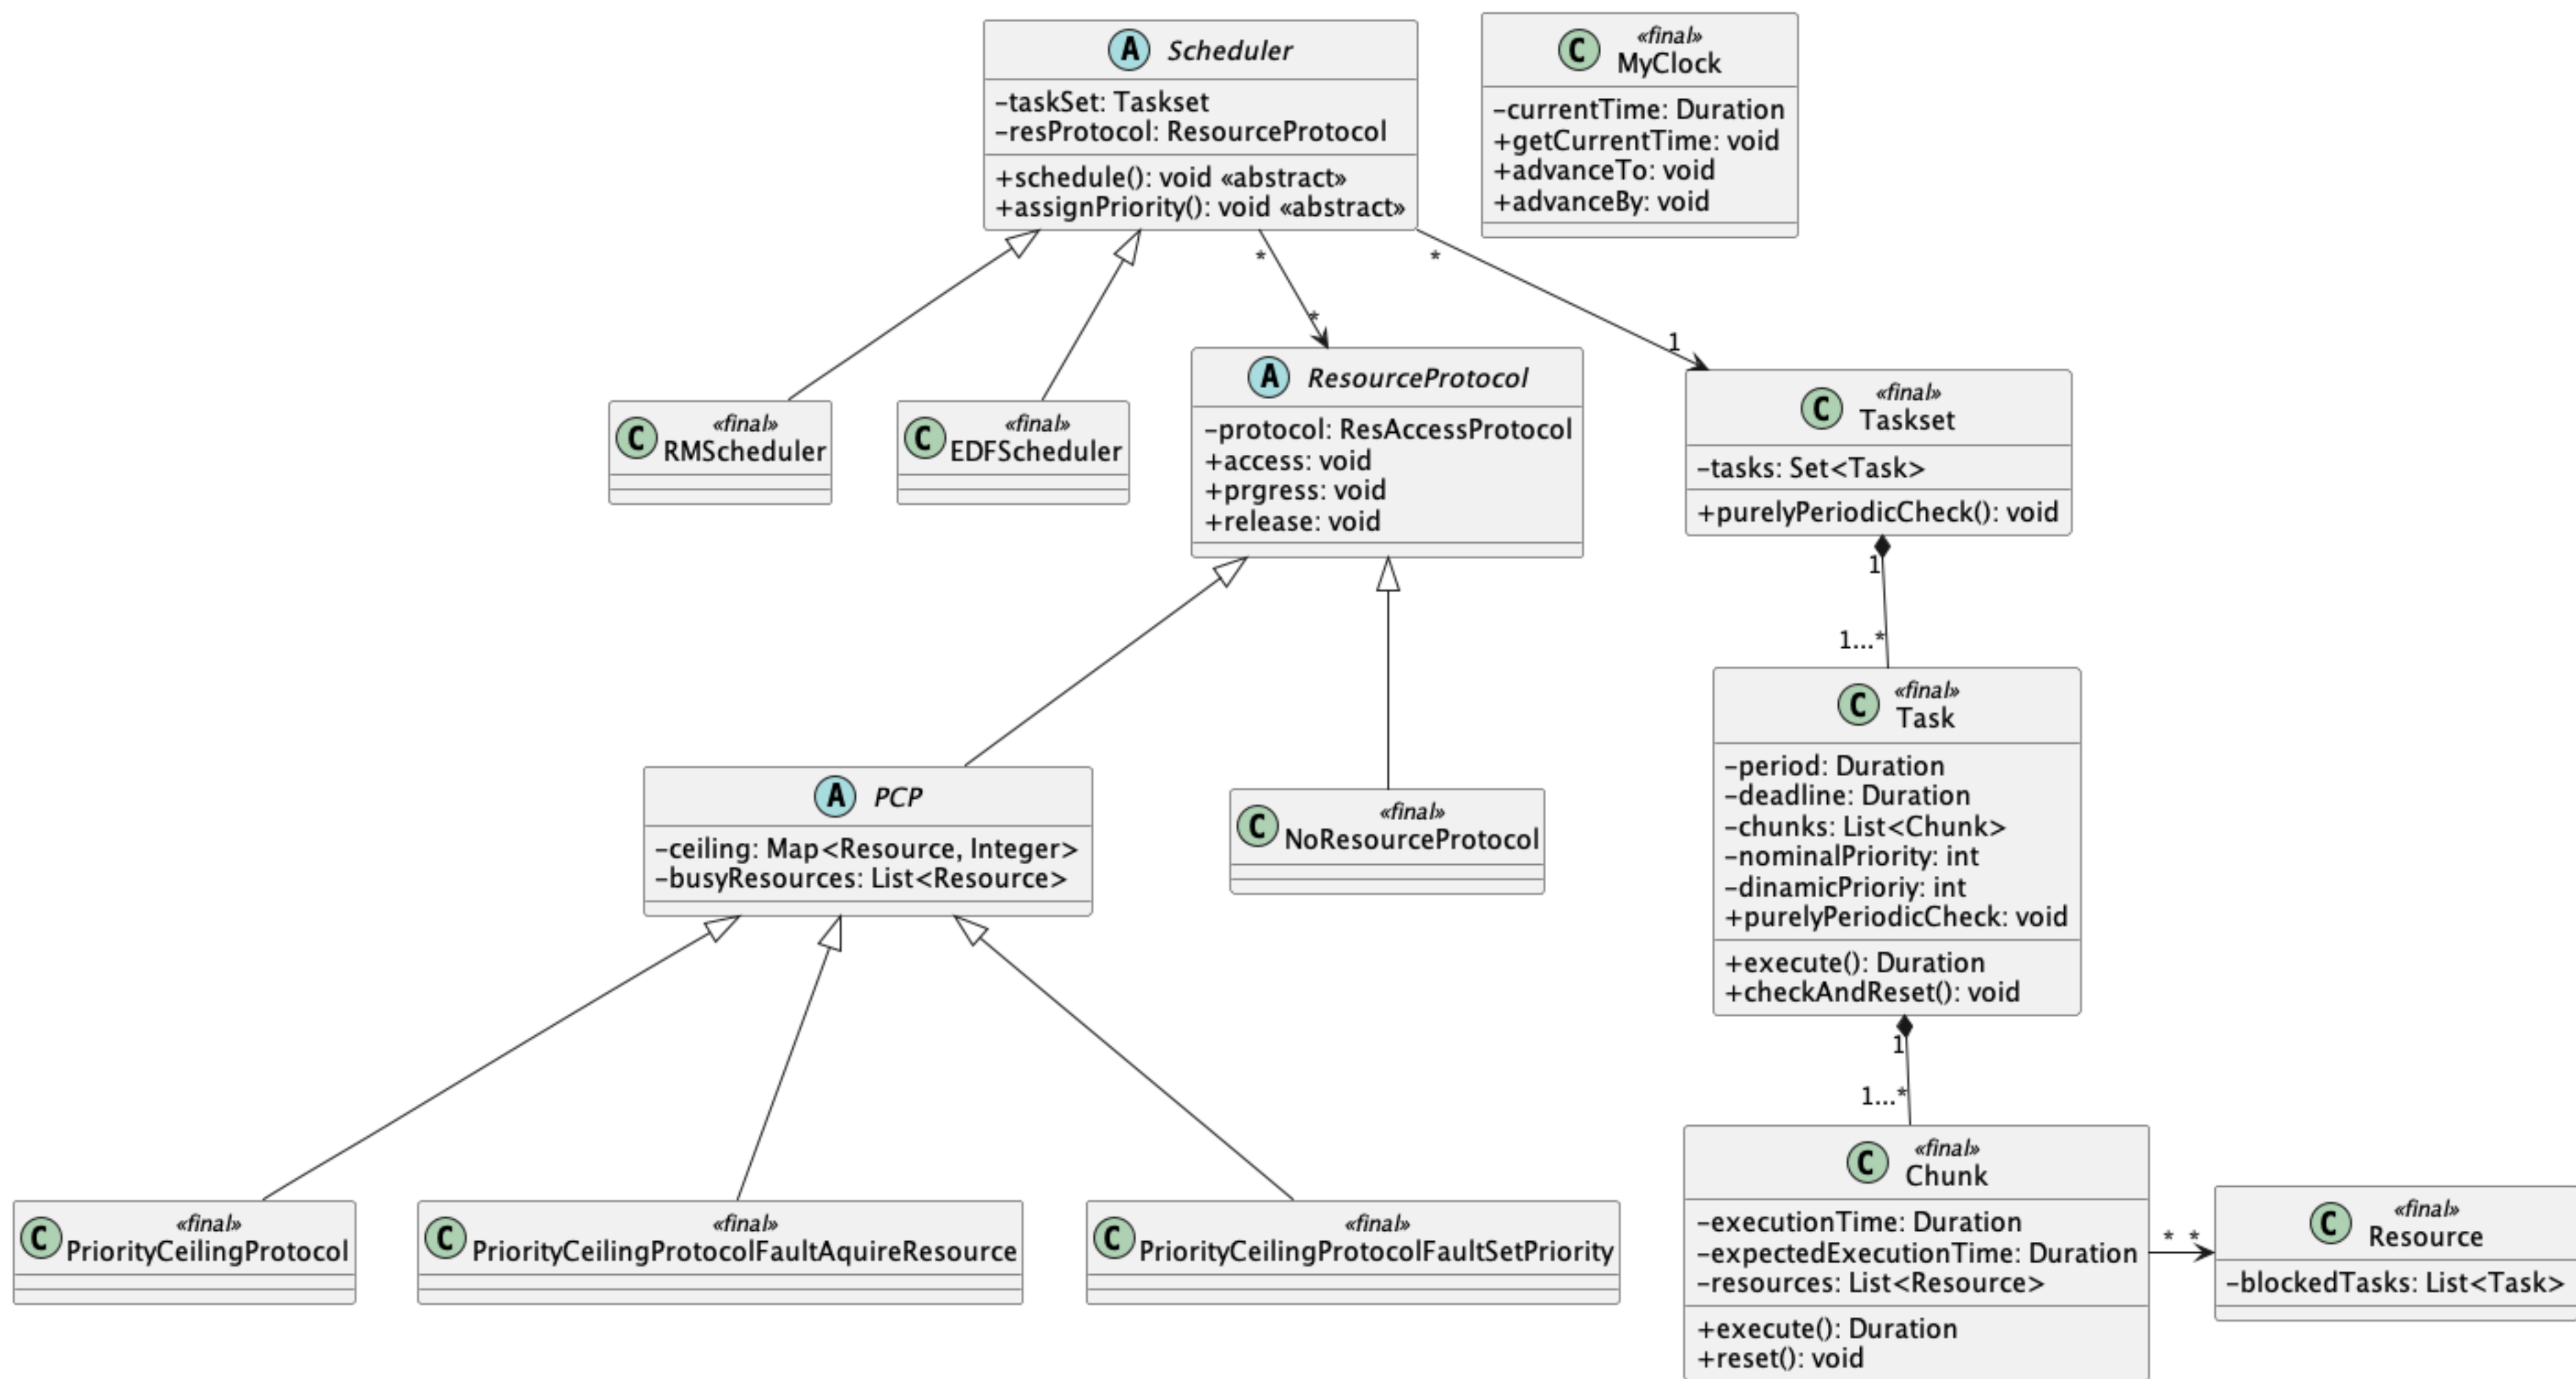 A Scheduler
-taskSet: Taskset
-resProtocol: ResourceProtocol
+schedule(): void «abstract»
+assignPriority(): void «abstract»
«final»
C MyClock
-currentTime: Duration
+getCurrentTime: void
+advanceTo: void
+advanceBy: void
* *
* 1
«final»
C RMScheduler
«final»
C EDFScheduler
A ResourceProtocol
-protocol: ResAccessProtocol
+access: void
+prgress: void
+release: void
«final»
C Taskset
-tasks: Set<Task>
+purelyPeriodicCheck(): void
1
1...*
A PCP
-ceiling: Map<Resource, Integer>
-busyResources: List<Resource>
«final»
C NoResourceProtocol
«final»
C Task
-period: Duration
-deadline: Duration
-chunks: List<Chunk>
-nominalPriority: int
-dinamicPrioriy: int
+purelyPeriodicCheck: void
+execute(): Duration
+checkAndReset(): void
1
1...*
«final»
C PriorityCeilingProtocol
«final»
C PriorityCeilingProtocolFaultAquireResource
«final»
C PriorityCeilingProtocolFaultSetPriority
«final»
C Chunk
-executionTime: Duration
-expectedExecutionTime: Duration
-resources: List<Resource>
+execute(): Duration
+reset(): void
* *
«final»
C Resource
-blockedTasks: List<Task>